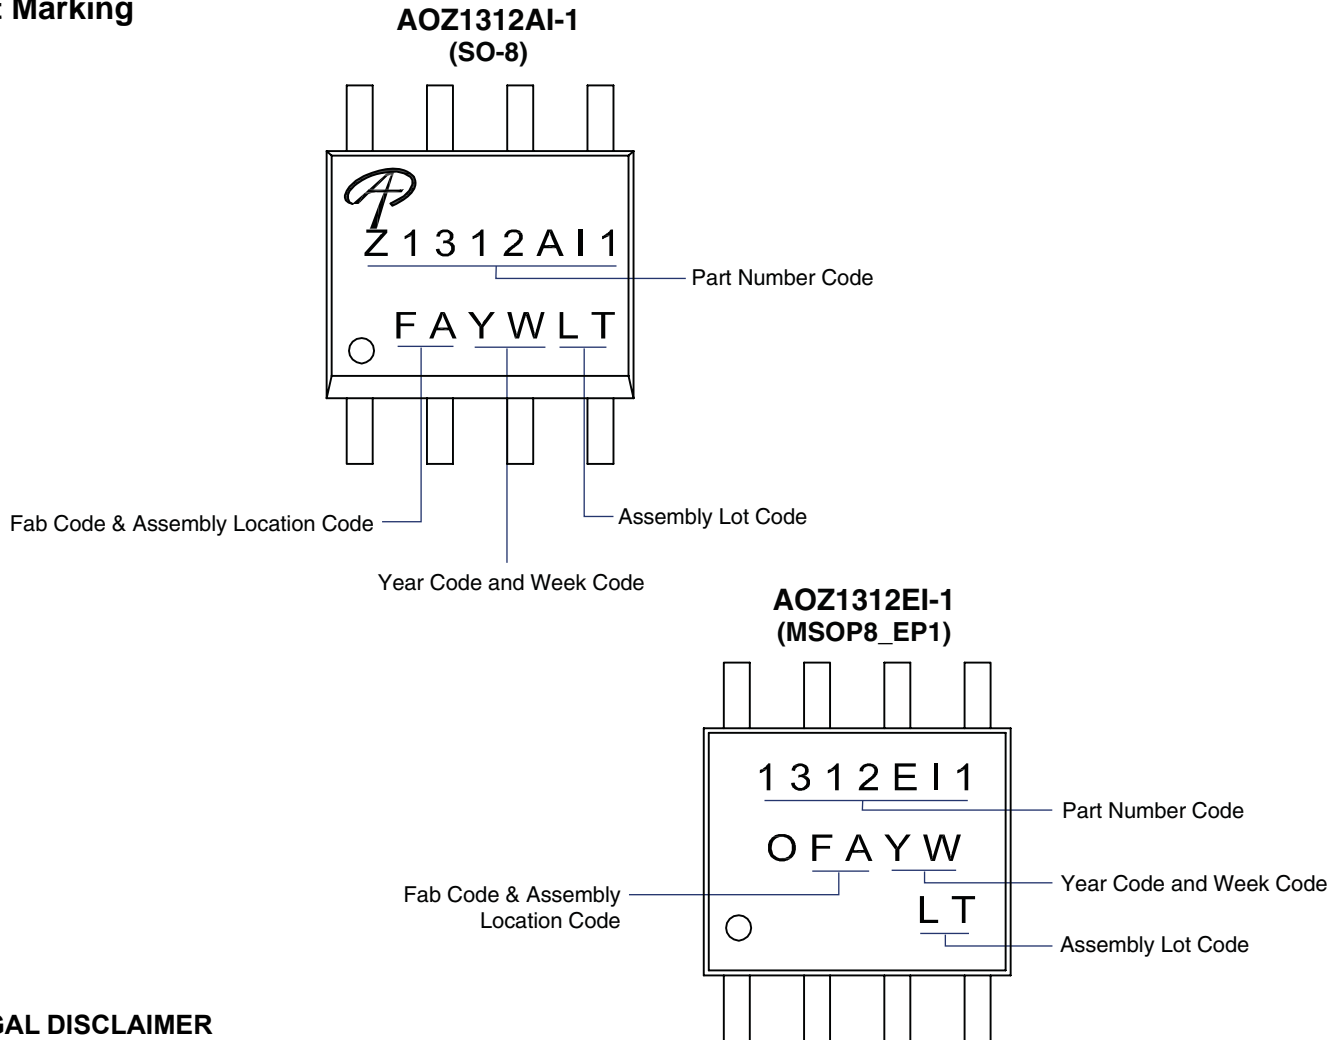 Marking
AOZ1312AI-1
(SO-8)
Z1312AI1
Part Number Code
FAYWLT
Fab Code & Assembly Location Code
Assembly Lot Code
Year Code and Week Code
AOZ1312EI-1
(MSOP8_EP1)
1312EI1
Part Number Code
OFAYW
Fab Code & Assembly
Location Code
Year Code and Week Code
LT
Assembly Lot Code
GAL DISCLAIMER